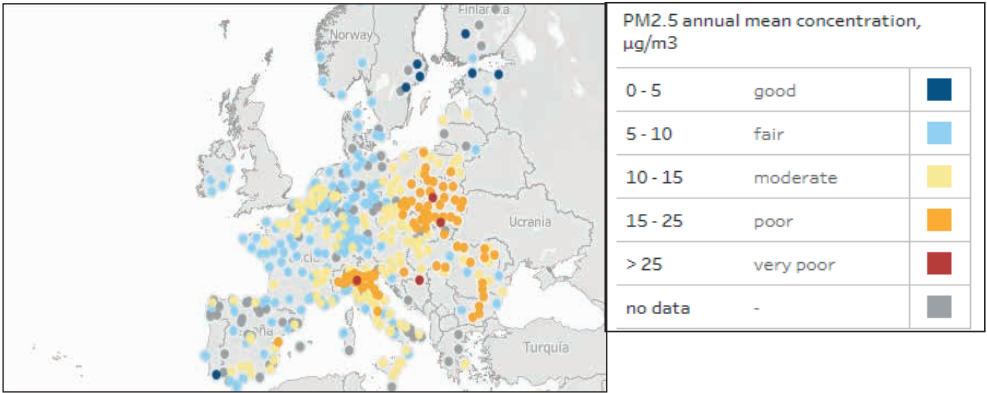 Finlan
Norway
Ucrania
Turquía
PM2.5 annual mean concentration,
µg/m3
0 - 5 good
5 - 10 fair
10 - 15 moderate
15 - 25 poor
> 25 very poor
no data -